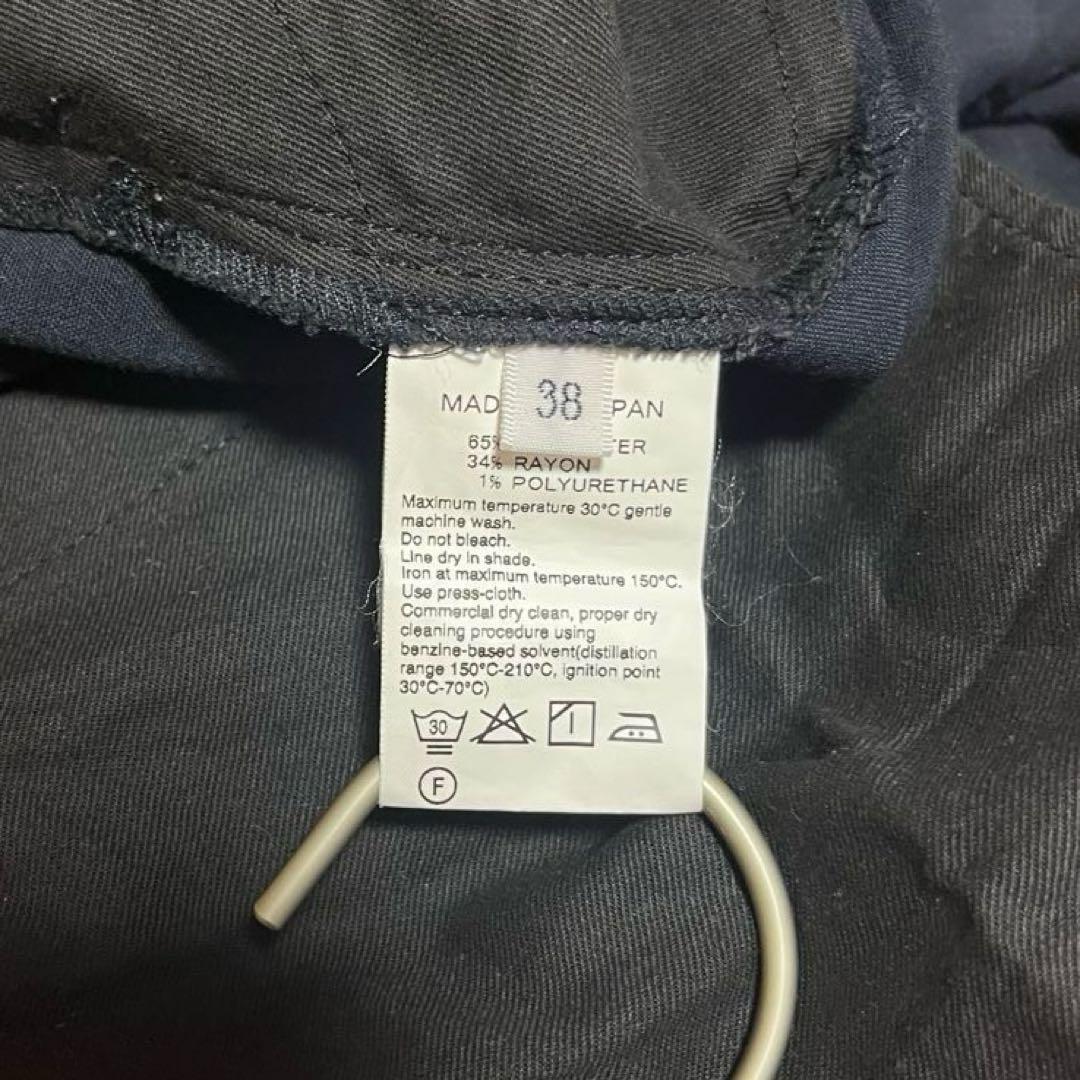 38
MAD PAN
65% TER
34% RAYON
1% POLYURETHANE
Maximum temperature 30°C gentle
machine wash.
Do not bleach.
Line dry in shade.
Iron at maximum temperature 150°C.
Use press-cloth.
Commercial dry clean, proper dry
cleaning procedure using
benzine-based solvent(distillation
range 150°C-210°C, ignition point
30°C-70°C)
30
F